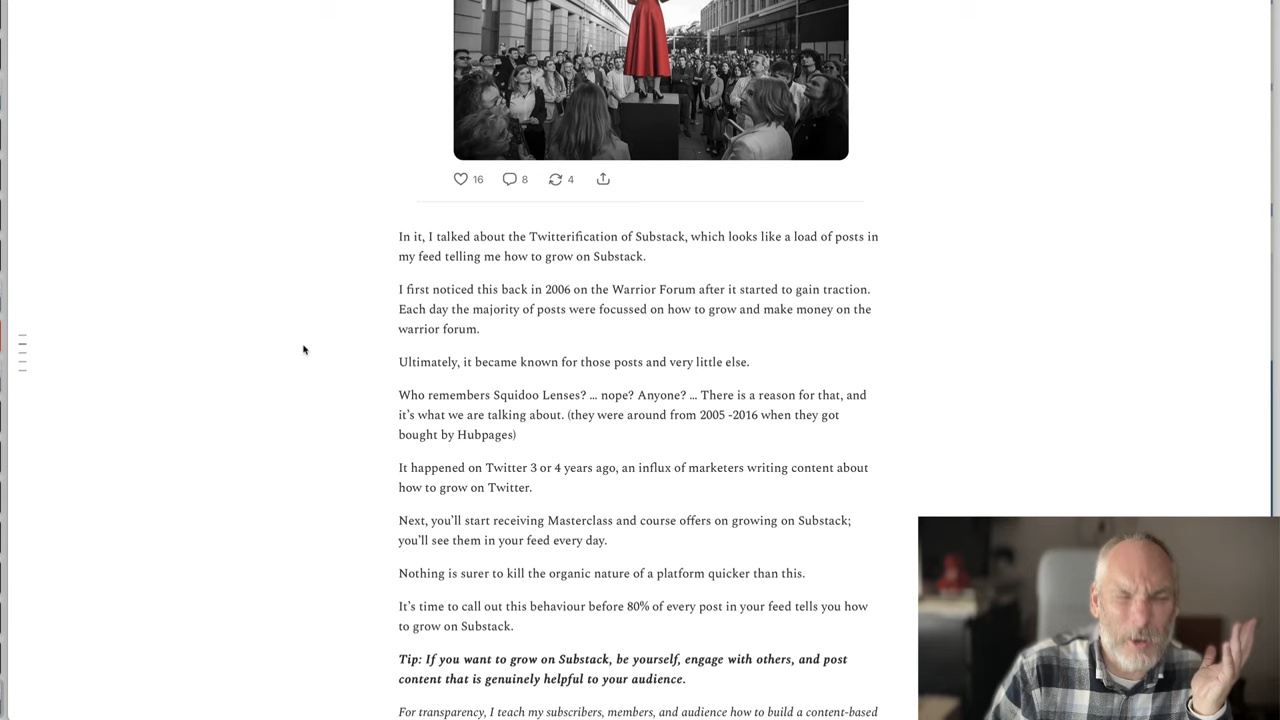 16 8 4
In it, I talked about the Twitterification of Substack, which looks like a load of posts in
my feed telling me how to grow on Substack.
I first noticed this back in 2006 on the Warrior Forum after it started to gain traction.
Each day the majority of posts were focussed on how to grow and make money on the
warrior forum.
Ultimately, it became known for those posts and very little else.
Who remembers Squidoo Lenses? ... nope? Anyone? ... There is a reason for that, and
it’s what we are talking about. (they were around from 2005 -2016 when they got
bought by Hubpages)
It happened on Twitter 3 or 4 years ago, an influx of marketers writing content about
how to grow on Twitter.
Next, you’ll start receiving Masterclass and course offers on growing on Substack;
you’ll see them in your feed every day.
Nothing is surer to kill the organic nature of a platform quicker than this.
It’s time to call out this behaviour before 80% of every post in your feed tells you how
to grow on Substack.
Tip: If you want to grow on Substack, be yourself, engage with others, and post
content that is genuinely helpful to your audience.
For transparency, I teach my subscribers, members, and audience how to build a content-based